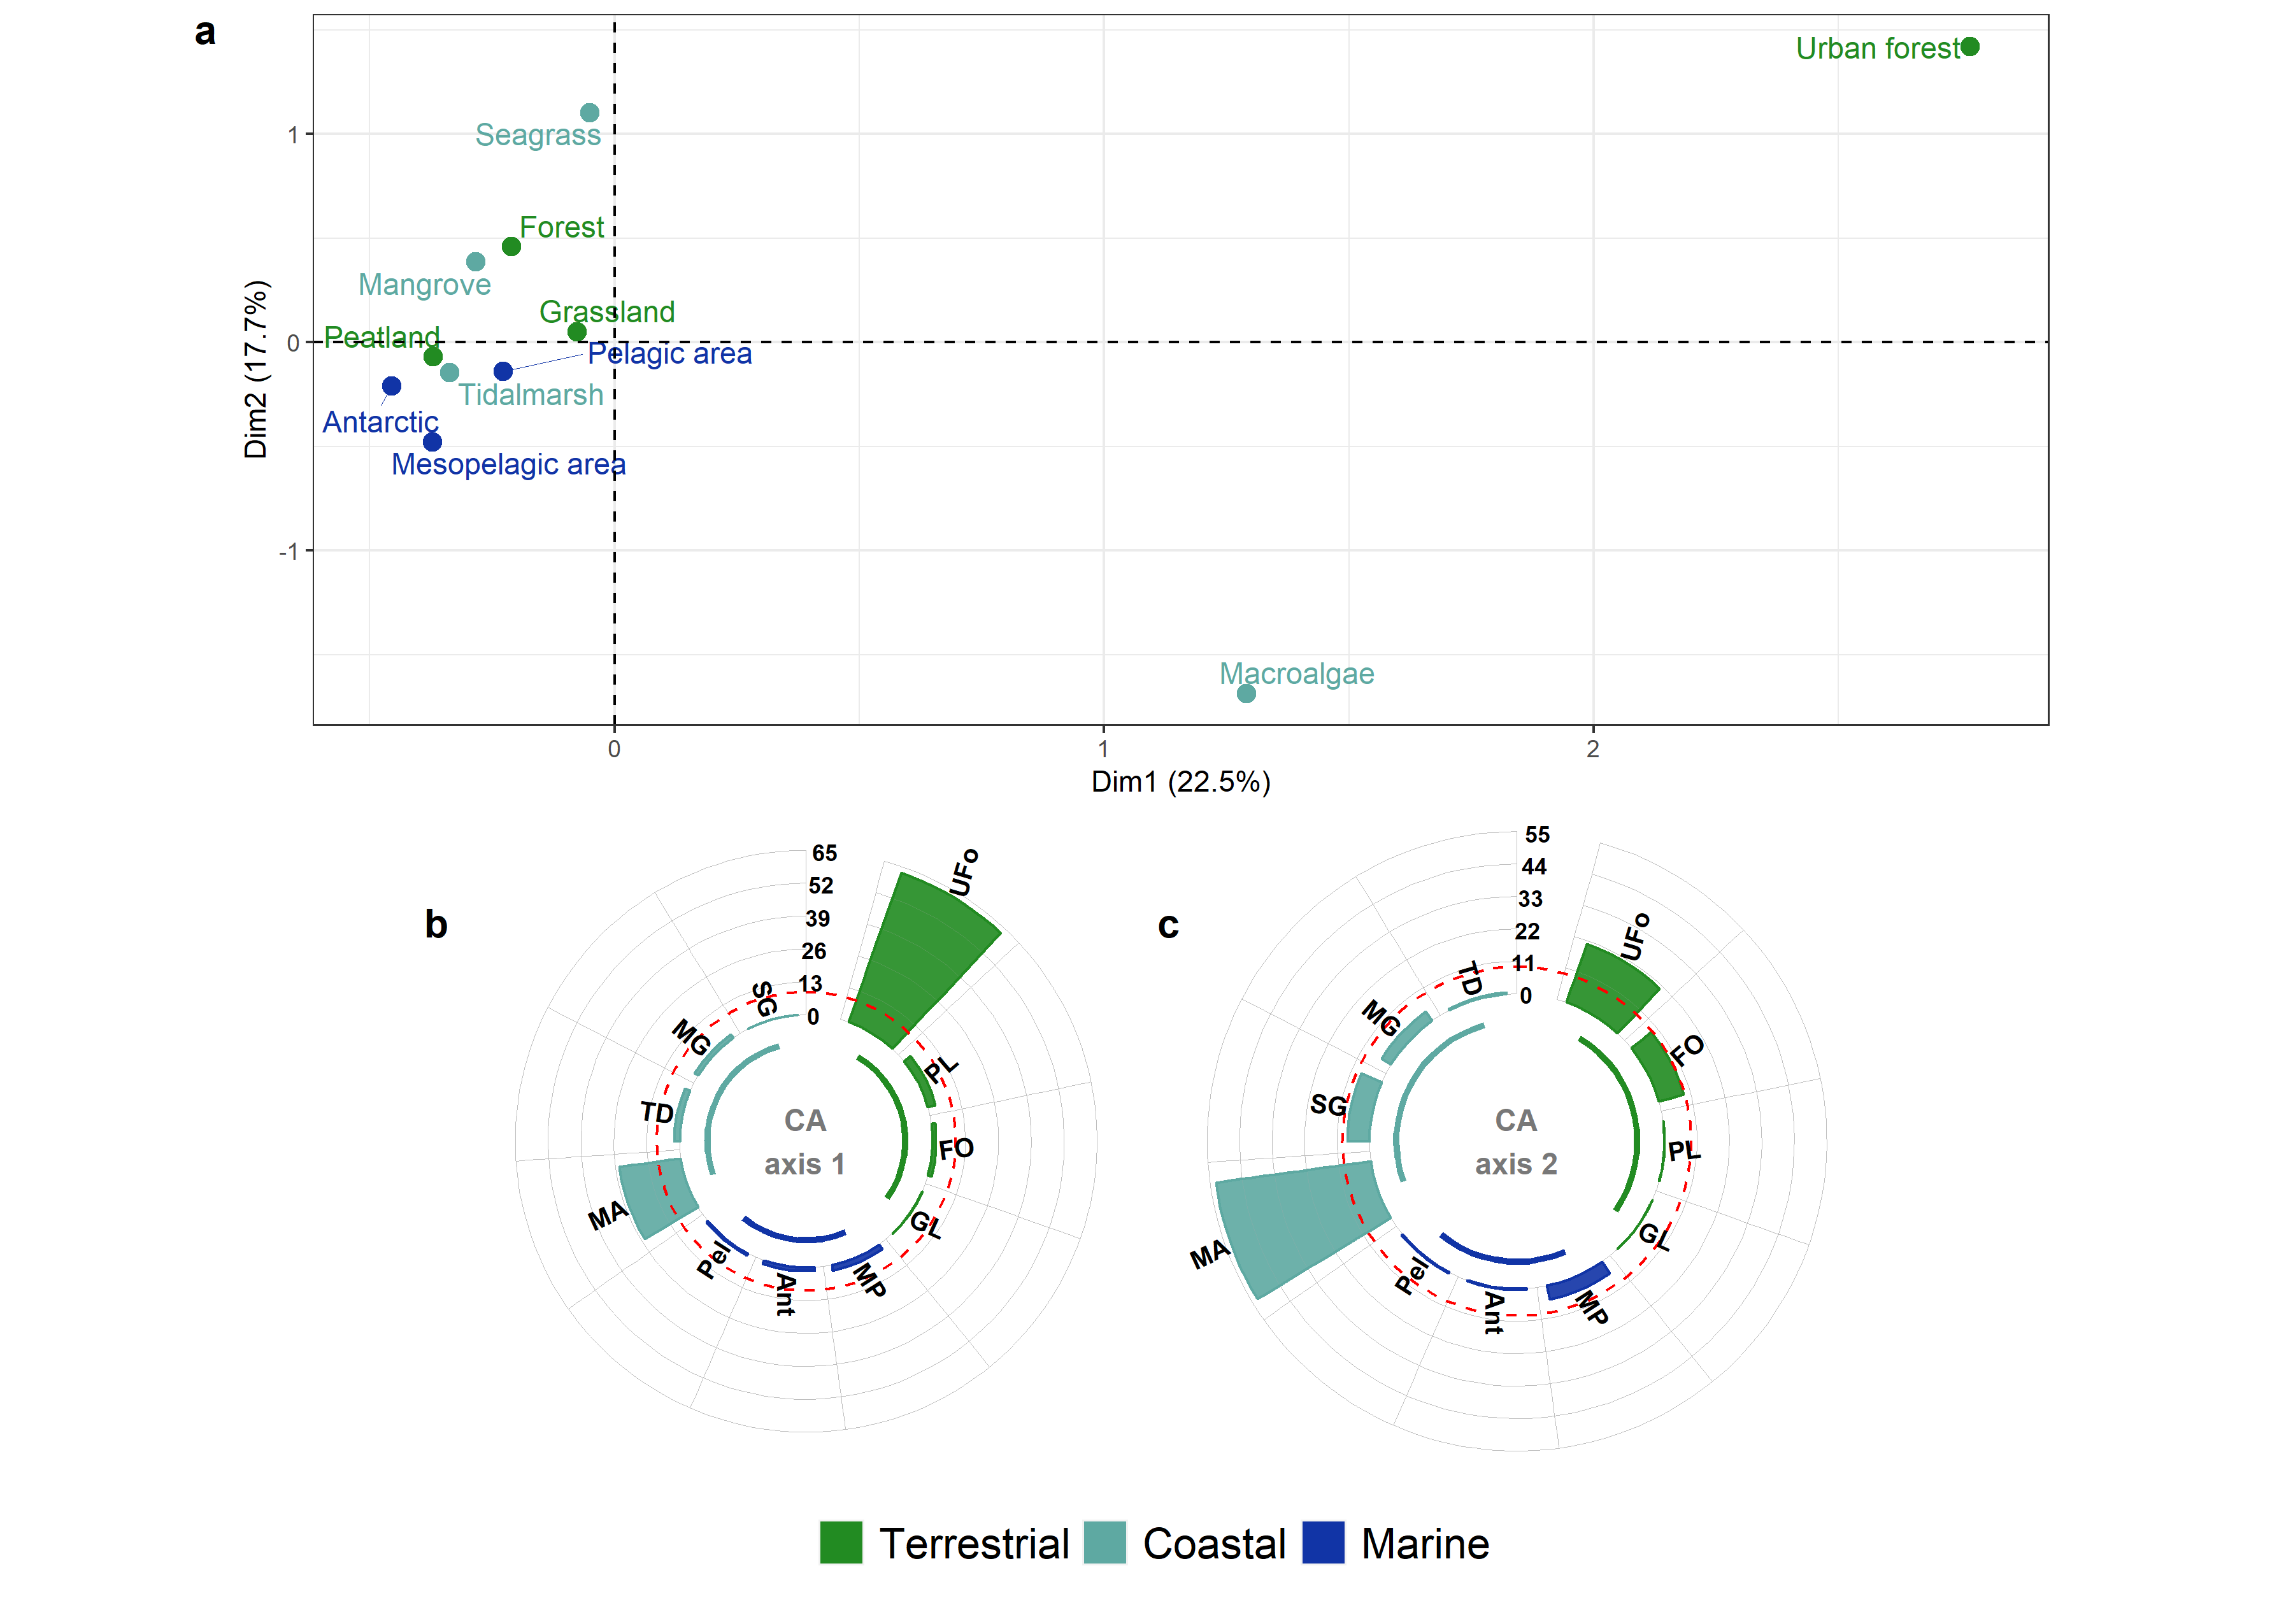 a
Urban forest
Seagrass
Forest
Mangrove
Grassland
Peatland
Pelagic area
Tidalmarsh
Antarctic
Mesopelagic area
Macroalgae
1
0
-1
Dim2 (17.7%)
0
1
2
Dim1 (22.5%)
b
65
52
39
26
13
0
UFo
PL
FO
GL
MP
Ant
Pel
MA
TD
MG
SG
CA
axis 1
c
55
44
33
22
11
0
UFo
FO
PL
GL
MP
Ant
Pel
MA
SG
MG
TD
CA
axis 2
Terrestrial
Coastal
Marine